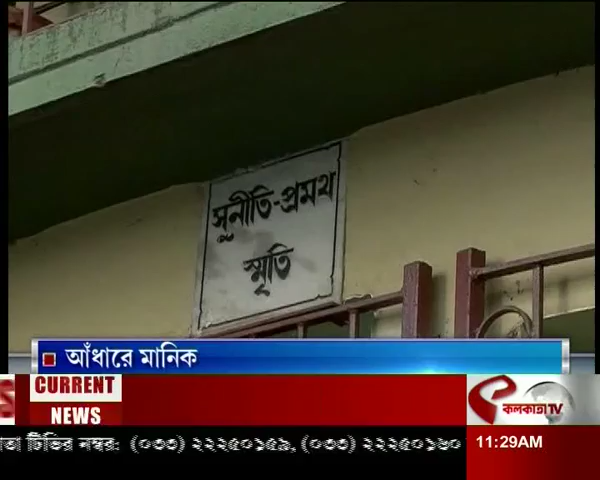 সুনীতি-প্রমথ
স্মৃতি
আঁধারে মানিক
CURRENT
NEWS
কলকাতাTV
তা টিভির নম্বর: (০৩৩) ২২২৫০১৫৯, (০৩৩) ২২২৫০১৬০
11:29AM